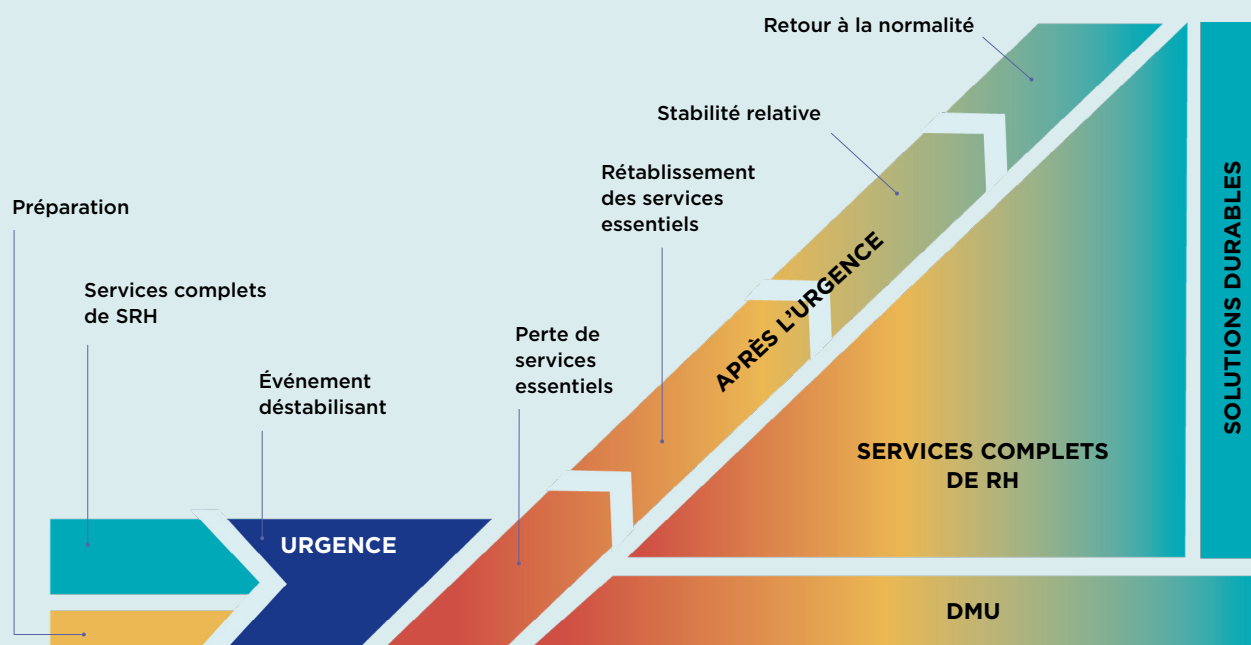 Retour à la normalité
Stabilité relative
Rétablissement
des services
essentiels
Préparation
Services complets
de SRH
Événement
déstabilisant
Perte de
services
essentiels
APRÈS L'URGENCE
SOLUTIONS DURABLES
SERVICES COMPLETS
DE RH
URGENCE
DMU